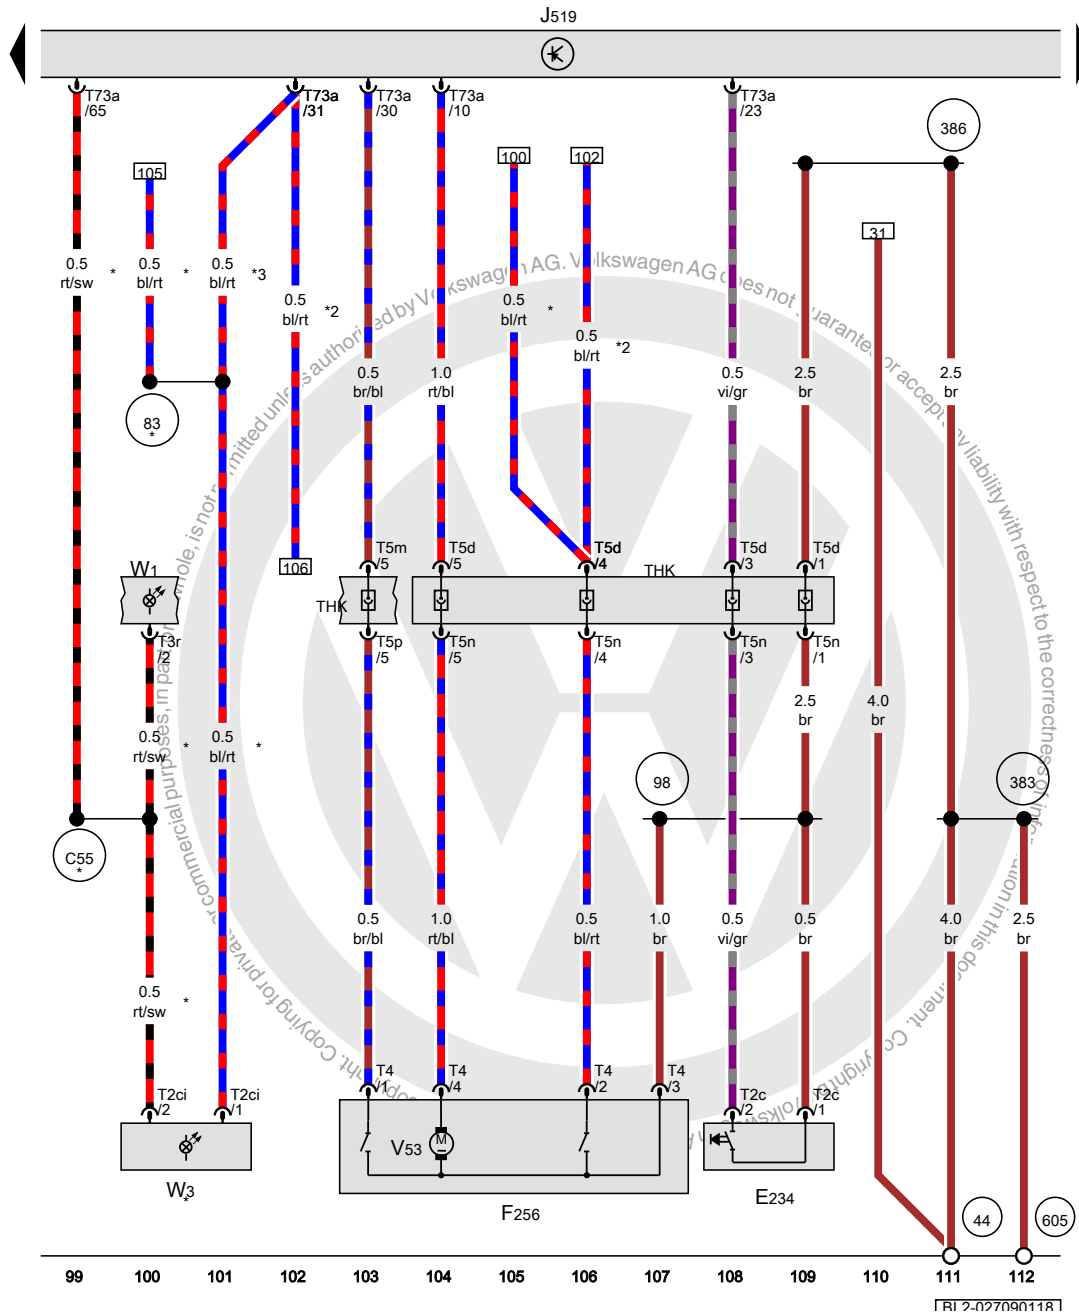 J519
T73a
/65
T73a
/31
T73a
/30
T73a
/10
T73a
/23
386
105
100
102
31
0.5
rt/sw
*
0.5
bl/rt
*
0.5
bl/rt
*3
0.5
bl/rt
*2
0.5
bl/rt
*
0.5
bl/rt
*2
0.5
br/bl
1.0
rt/bl
0.5
vi/gr
2.5
br
2.5
br
83
*
106
T5m
/5
T5d
/5
T5d
/4
T5d
/3
T5d
/1
W1
THK
THK
T3r
/2
T5p
/5
T5n
/5
T5n
/4
T5n
/3
T5n
/1
0.5
rt/sw
*
0.5
bl/rt
*
2.5
br
4.0
br
98
383
C55
*
0.5
br/bl
1.0
rt/bl
0.5
bl/rt
1.0
br
0.5
vi/gr
0.5
br
4.0
br
2.5
br
0.5
rt/sw
*
T2ci
/2
T2ci
/1
T4
/1
T4
/4
T4
/2
T4
/3
T2c
/2
T2c
/1
V53
M
W3
*
F256
E234
44
605
99 100 101 102 103 104 105 106 107 108 109 110 111 112
BL2-027090118